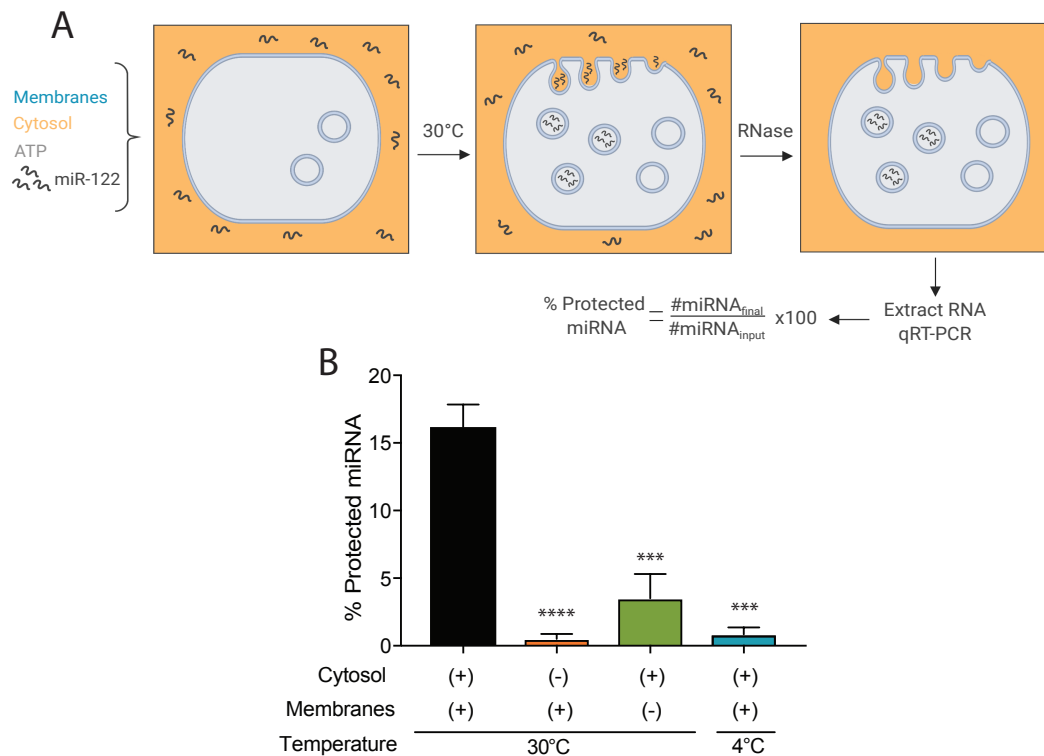 A
Membranes
Cytosol
ATP
miR-122
30°C
RNase
% Protected miRNA = #miRNAfinal / #miRNAinput x100
Extract RNA
qRT-PCR
B
% Protected miRNA
20
15
10
5
0
**** *** ***
Cytosol (+) (-) (+) (+)
Membranes (+) (+) (-) (+)
Temperature 30°C 4°C